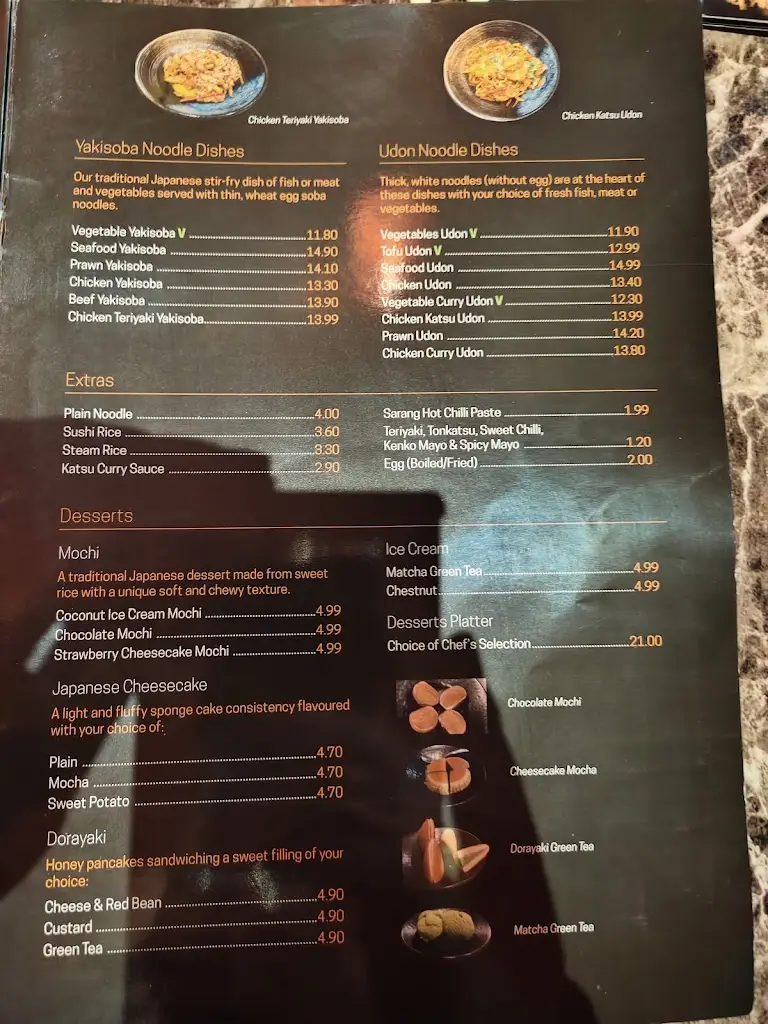 Chicken Teriyaki Yakisoba
Chicken Katsu Udon
Yakisoba Noodle Dishes
Our traditional Japanese stir-fry dish of fish or meat
and vegetables served with thin, wheat egg soba
noodles.
Vegetable Yakisoba V 11.80
Seafood Yakisoba 14.90
Prawn Yakisoba 14.10
Chicken Yakisoba 13.30
Beef Yakisoba 13.90
Chicken Teriyaki Yakisoba 13.99
Udon Noodle Dishes
Thick, white noodles (without egg) are at the heart of
these dishes with your choice of fresh fish, meat or
vegetables.
Vegetables Udon V 11.90
Tofu Udon V 12.99
Seafood Udon 14.99
Chicken Udon 13.40
Vegetable Curry Udon V 12.30
Chicken Katsu Udon 13.99
Prawn Udon 14.20
Chicken Curry Udon 13.80
Extras
Plain Noodle 4.00
Sushi Rice 3.60
Steam Rice 3.30
Katsu Curry Sauce 2.90
Sarang Hot Chilli Paste 1.99
Teriyaki, Tonkatsu, Sweet Chilli,
Kenko Mayo & Spicy Mayo 1.20
Egg (Boiled/Fried) 2.00
Desserts
Mochi
A traditional Japanese dessert made from sweet
rice with a unique soft and chewy texture.
Coconut Ice Cream Mochi 4.99
Chocolate Mochi 4.99
Strawberry Cheesecake Mochi 4.99
Japanese Cheesecake
A light and fluffy sponge cake consistency flavoured
with your choice of:
Plain 4.70
Mocha 4.70
Sweet Potato 4.70
Dorayaki
Honey pancakes sandwiching a sweet filling of your
choice:
Cheese & Red Bean 4.90
Custard 4.90
Green Tea 4.90
Ice Cream
Matcha Green Tea 4.99
Chestnut 4.99
Desserts Platter
Choice of Chef's Selection 21.00
Chocolate Mochi
Cheesecake Mocha
Dorayaki Green Tea
Matcha Green Tea